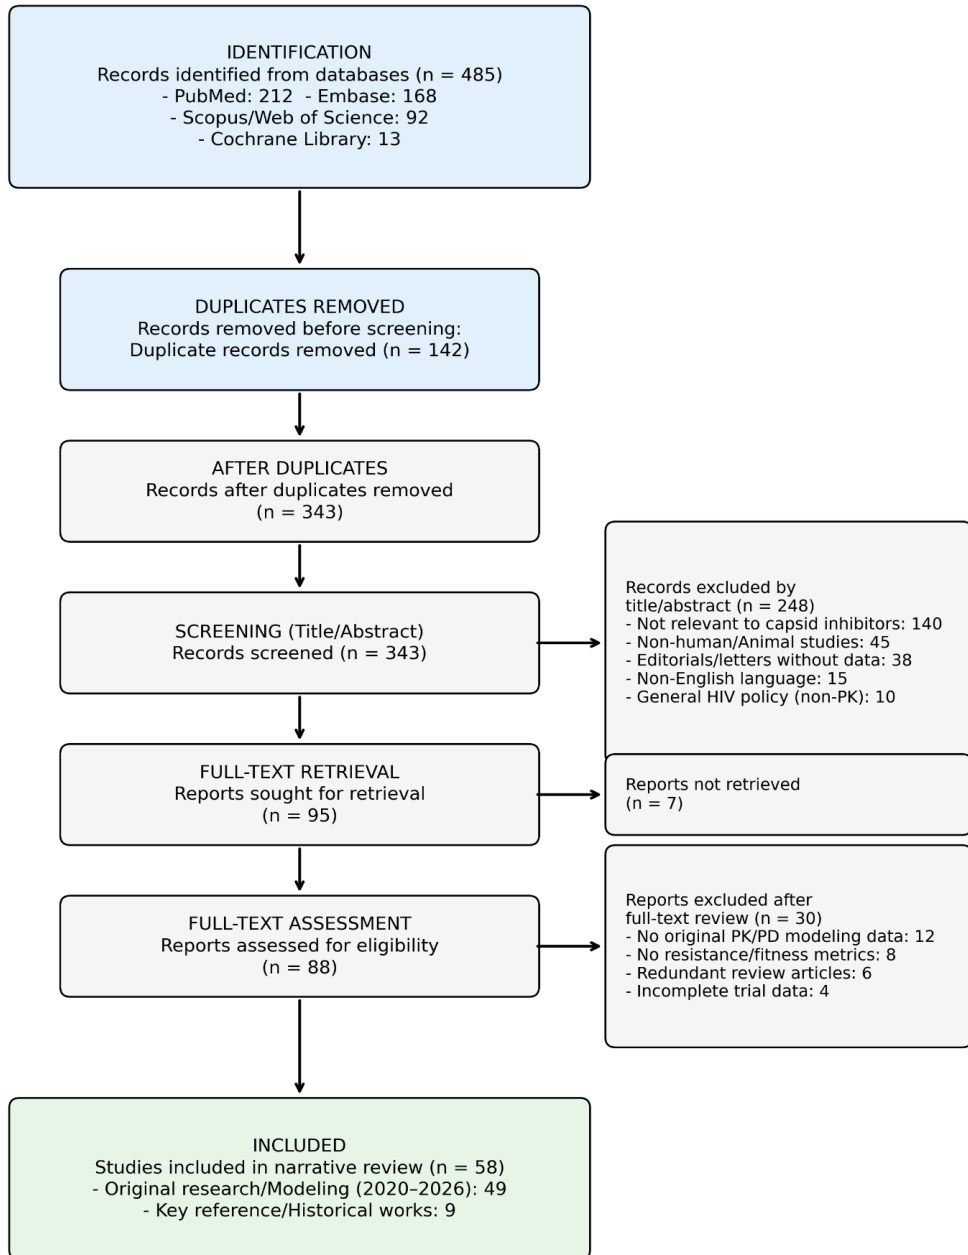 IDENTIFICATION
Records identified from databases (n = 485)
- PubMed: 212  - Embase: 168
- Scopus/Web of Science: 92
- Cochrane Library: 13
DUPLICATES REMOVED
Records removed before screening:
Duplicate records removed (n = 142)
AFTER DUPLICATES
Records after duplicates removed
(n = 343)
SCREENING (Title/Abstract)
Records screened (n = 343)
Records excluded by
title/abstract (n = 248)
- Not relevant to capsid inhibitors: 140
- Non-human/Animal studies: 45
- Editorials/letters without data: 38
- Non-English language: 15
- General HIV policy (non-PK): 10
FULL-TEXT RETRIEVAL
Reports sought for retrieval
(n = 95)
Reports not retrieved
(n = 7)
FULL-TEXT ASSESSMENT
Reports assessed for eligibility
(n = 88)
Reports excluded after
full-text review (n = 30)
- No original PK/PD modeling data: 12
- No resistance/fitness metrics: 8
- Redundant review articles: 6
- Incomplete trial data: 4
INCLUDED
Studies included in narrative review (n = 58)
- Original research/Modeling (2020–2026): 49
- Key reference/Historical works: 9